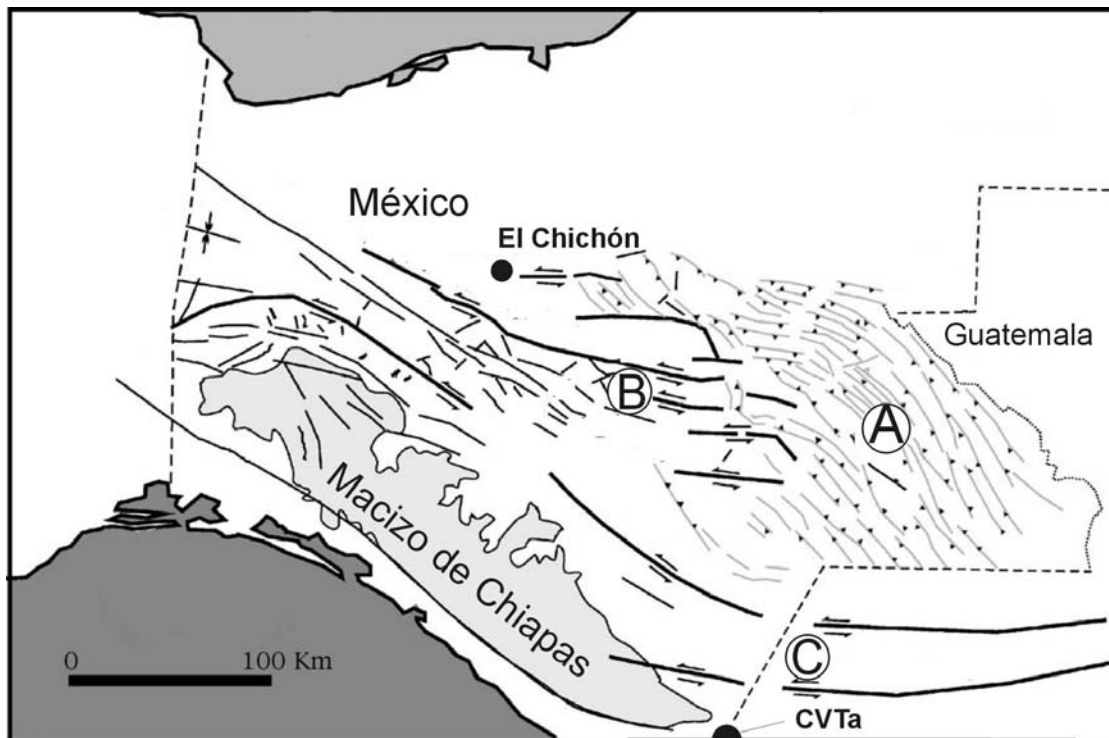 México
El Chichón
Guatemala
B
A
Macizo de Chiapas
0 100 Km
C
CVTa